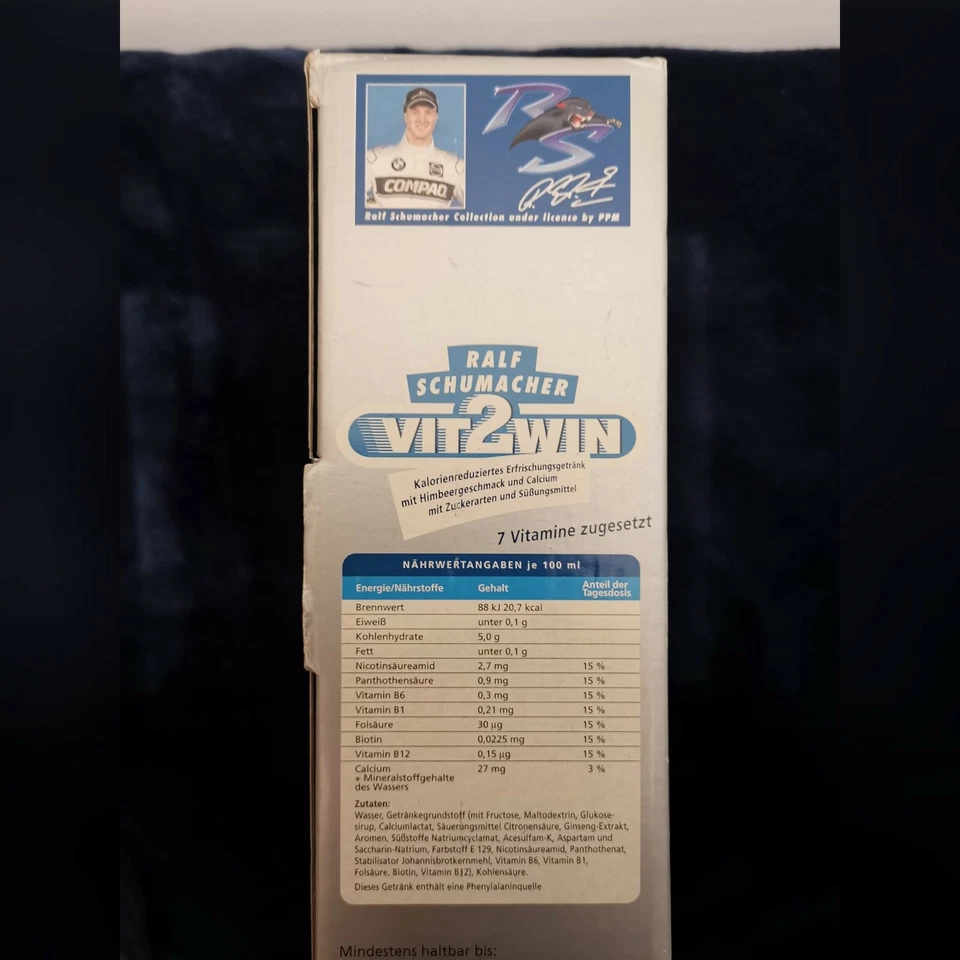 COMPAQ
RS
Ralf Schumacher Collection under licence by PPM
RALF
SCHUMACHER
VIT2WIN
Kalorienreduziertes Erfrischungsgetränk
mit Himbeergeschmack und Calcium
mit Zuckerarten und Süßungsmittel
7 Vitamine zugesetzt
NÄHRWERTANGABEN je 100 ml
Energie/Nährstoffe Gehalt Anteil der Tagesdosis
Brennwert 88 kJ 20,7 kcal
Eiweiß unter 0,1 g
Kohlenhydrate 5,0 g
Fett unter 0,1 g
Nicotinsäureamid 2,7 mg 15 %
Panthothensäure 0,9 mg 15 %
Vitamin B6 0,3 mg 15 %
Vitamin B1 0,21 mg 15 %
Folsäure 30 µg 15 %
Biotin 0,0225 mg 15 %
Vitamin B12 0,15 µg 15 %
Calcium 27 mg 3 %
+ Mineralstoffgehalte
des Wassers
Zutaten:
Wasser, Getränkegrundstoff (mit Fructose, Maltodextrin, Glukose-
sirup, Calciumlactat, Säuerungsmittel Citronensäure, Ginseng-Extrakt,
Aromen, Süßstoffe Natriumcyclamat, Acesulfam-K, Aspartam und
Saccharin-Natrium, Farbstoff E 129, Nicotinsäureamid, Panthothenat,
Stabilisator Johannisbrotkernmehl, Vitamin B6, Vitamin B1,
Folsäure, Biotin, Vitamin B12), Kohlensäure.
Dieses Getränk enthält eine Phenylalaninquelle
Mindestens haltbar bis: